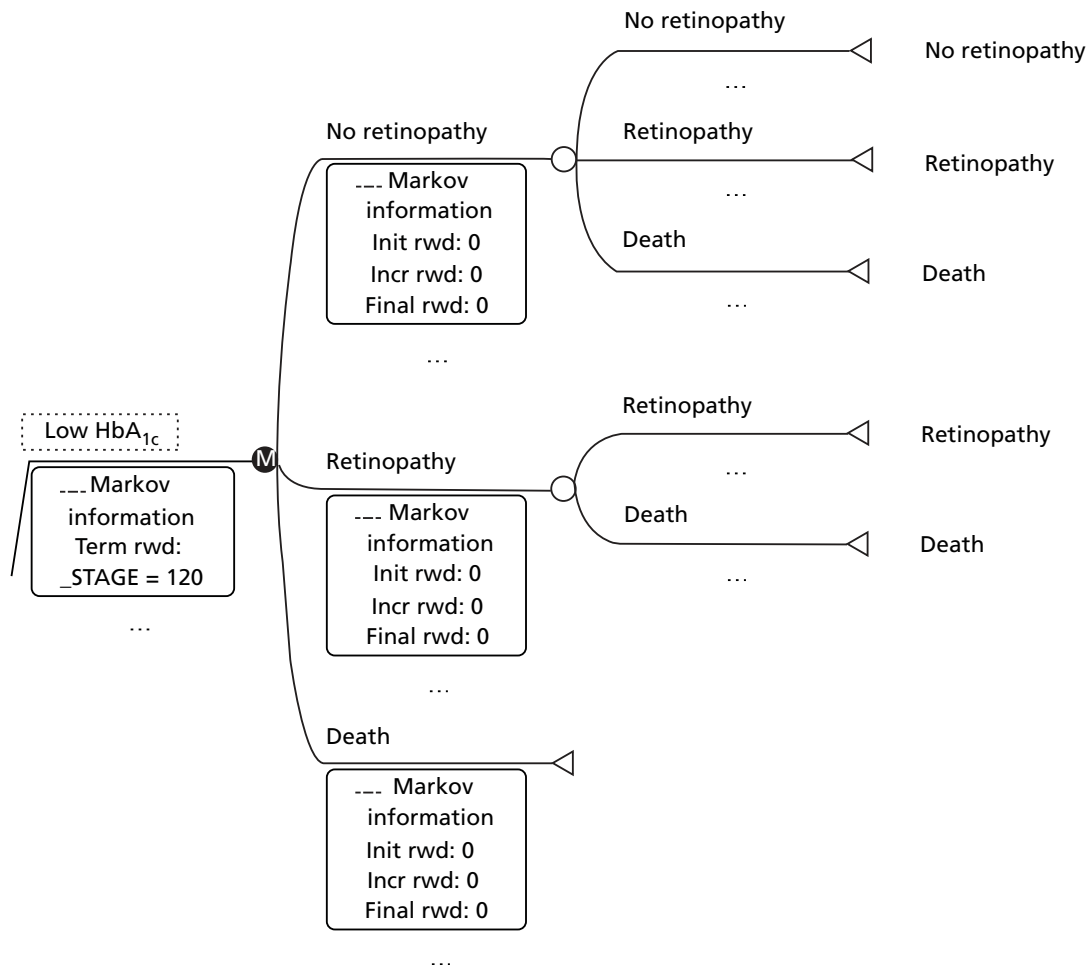 No retinopathy
No retinopathy
...
No retinopathy
Retinopathy
Retinopathy
Markov
information
Init rwd: 0
Incr rwd: 0
Final rwd: 0
...
...
Death
Death
...
Low HbA1c
Markov
information
Term rwd:
_STAGE = 120
...
Retinopathy
Retinopathy
...
Retinopathy
Markov
information
Init rwd: 0
Incr rwd: 0
Final rwd: 0
...
Death
Death
...
Death
Markov
information
Init rwd: 0
Incr rwd: 0
Final rwd: 0
...